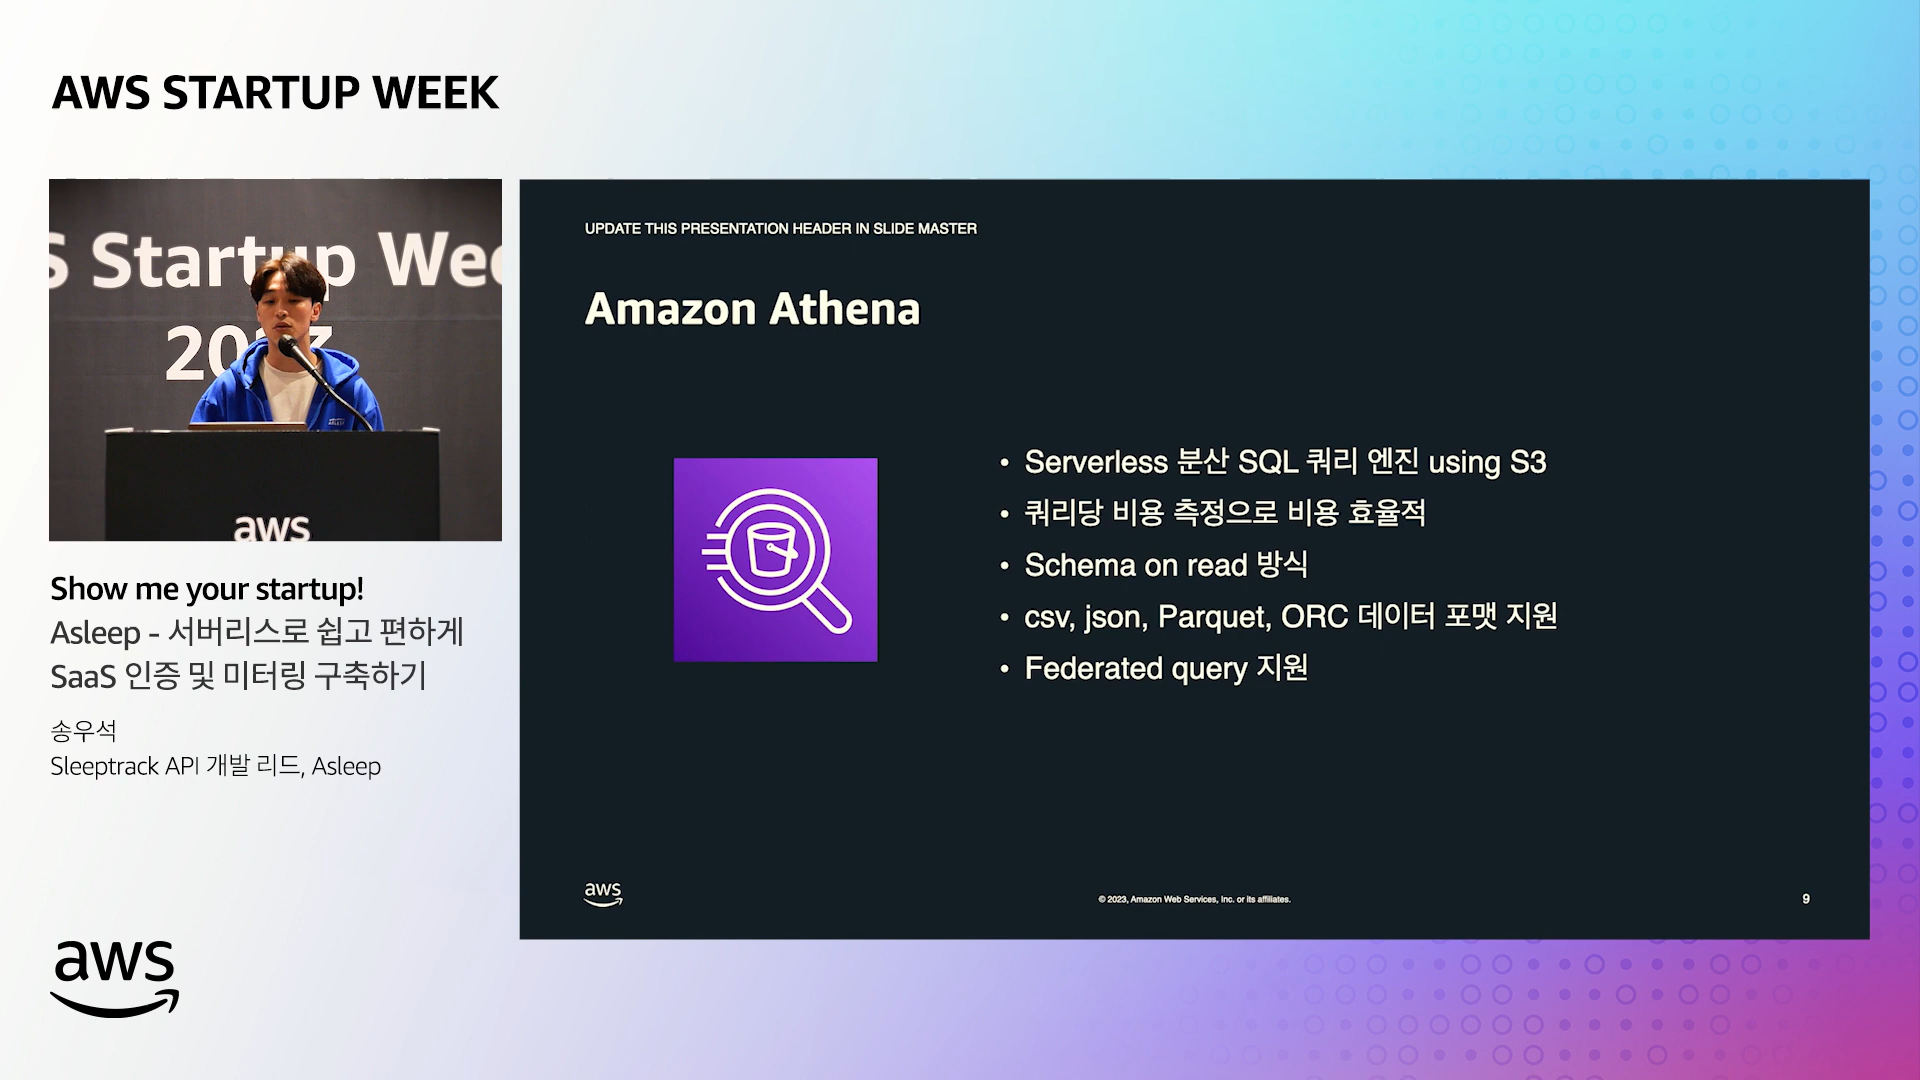 AWS STARTUP WEEK
S Startup Wee
2023
aws
Show me your startup!
Asleep - 서버리스로 쉽고 편하게
SaaS 인증 및 미터링 구축하기
송우석
Sleeptrack API 개발 리드, Asleep
aws
UPDATE THIS PRESENTATION HEADER IN SLIDE MASTER
Amazon Athena
• Serverless 분산 SQL 쿼리 엔진 using S3
• 쿼리당 비용 측정으로 비용 효율적
• Schema on read 방식
• csv, json, Parquet, ORC 데이터 포맷 지원
• Federated query 지원
aws
© 2023, Amazon Web Services, Inc. or its affiliates.
9